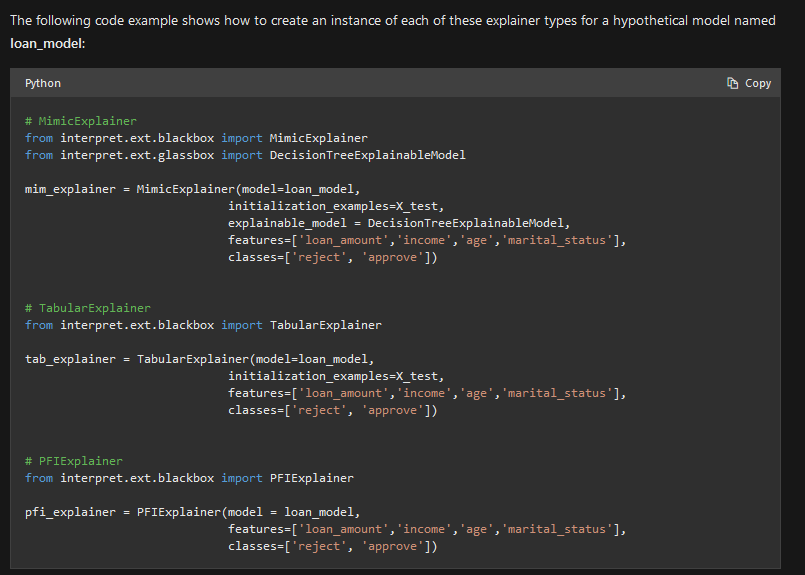 The following code example shows how to create an instance of each of these explainer types for a hypothetical model named
loan_model:
Python
Copy
# MimicExplainer
from interpret.ext.blackbox import MimicExplainer
from interpret.ext.glassbox import DecisionTreeExplainableModel
mim_explainer = MimicExplainer(model=loan_model,
initialization_examples=X_test,
explainable_model = DecisionTreeExplainableModel,
features=['loan_amount','income','age','marital_status'],
classes=['reject', 'approve'])
# TabularExplainer
from interpret.ext.blackbox import TabularExplainer
tab_explainer = TabularExplainer(model=loan_model,
initialization_examples=X_test,
features=['loan_amount','income','age','marital_status'],
classes=['reject', 'approve'])
# PFIExplainer
from interpret.ext.blackbox import PFIExplainer
pfi_explainer = PFIExplainer(model = loan_model,
features=['loan_amount','income','age','marital_status'],
classes=['reject', 'approve'])